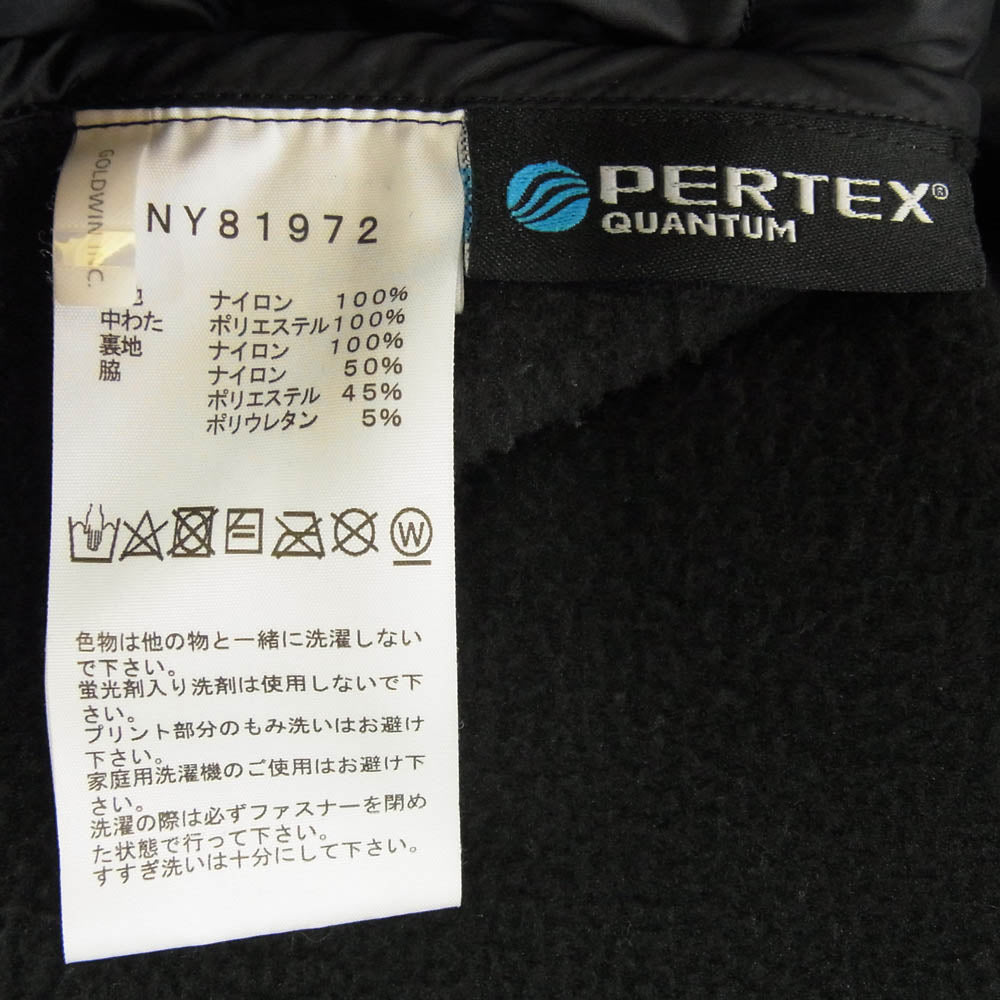 GOLDWIN INC.
NY81972
PERTEX®
QUANTUM
地 ナイロン 100%
中わた ポリエステル 100%
裏地 ナイロン 100%
脇 ナイロン 50%
ポリエステル 45%
ポリウレタン 5%
W
色物は他の物と一緒に洗濯しない
で下さい。
蛍光剤入り洗剤は使用しないで下
さい。
プリント部分のもみ洗いはお避け
下さい。
家庭用洗濯機のご使用はお避け下
さい。
洗濯の際は必ずファスナーを閉め
た状態で行って下さい。
すすぎ洗いは十分にして下さい。